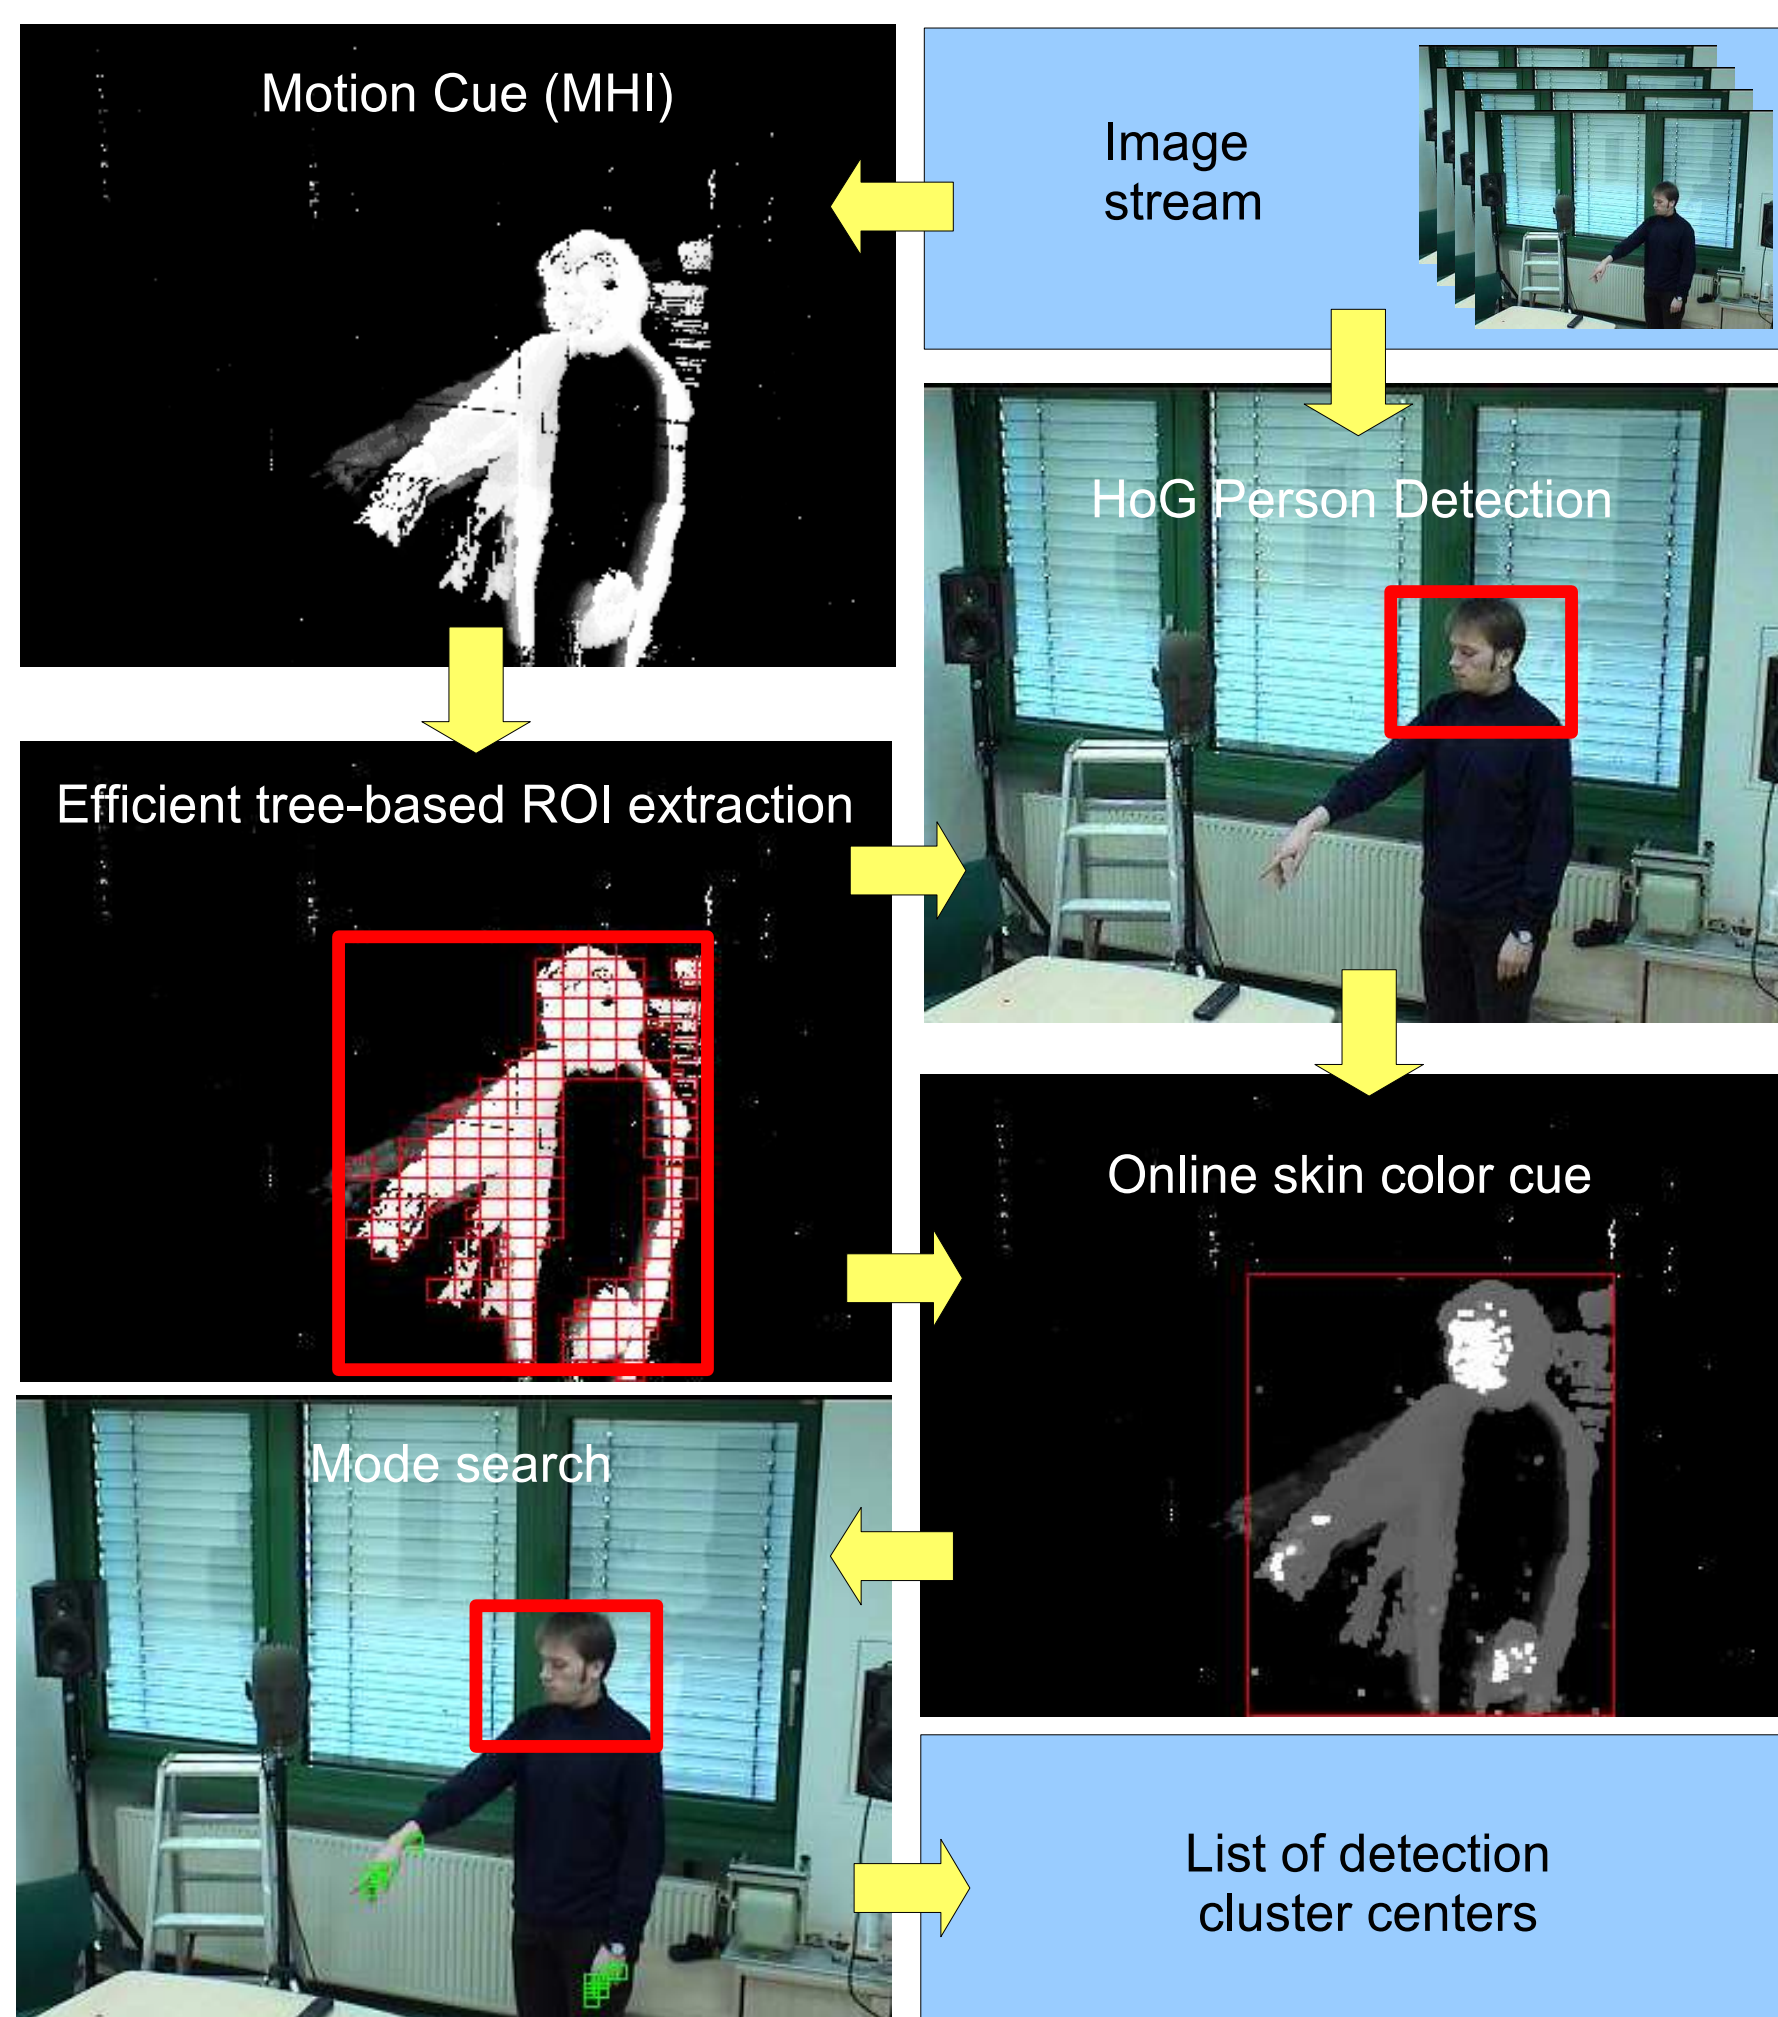 Motion Cue (MHI)
Image
stream
HoG Person Detection
Efficient tree-based ROI extraction
Online skin color cue
Mode search
List of detection
cluster centers